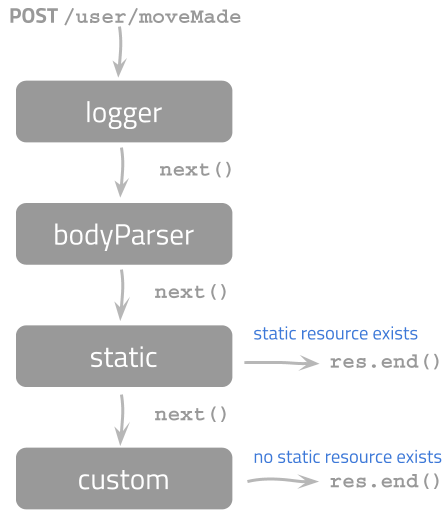 POST /user/moveMade
logger
next()
bodyParser
next()
static resource exists
static
res.end()
next()
no static resource exists
custom
res.end()